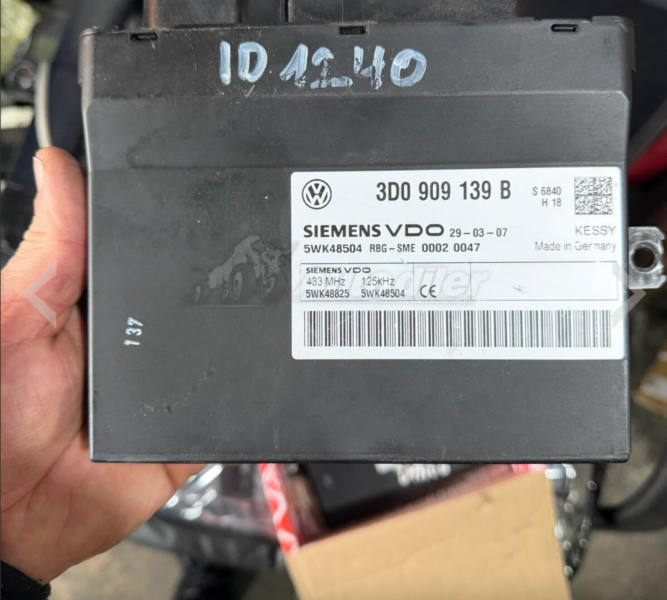 ID 1240
3D0 909 139 B
S 6840
H 18
SIEMENS VDO 29-03-07
KESSY
5WK48504 RBG-SME 0002 0047
Made in Germany
SIEMENS VDO
433 MHz 125kHz
5WK48825 5WK48504 CE
137